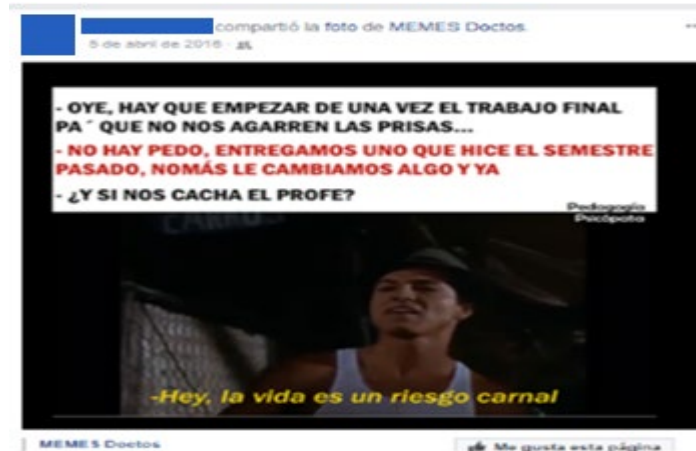 compartió la foto de MEMES Doctos.
5 de abril de 2016
- OYE, HAY QUE EMPEZAR DE UNA VEZ EL TRABAJO FINAL
PA´ QUE NO NOS AGARREN LAS PRISAS...
- NO HAY PEDO, ENTREGAMOS UNO QUE HICE EL SEMESTRE
PASADO, NOMÁS LE CAMBIAMOS ALGO Y YA
- ¿Y SI NOS CACHA EL PROFE?
Pedagogía
Psicópata
-Hey, la vida es un riesgo carnal
MEMES Doctos
Me gusta esta página